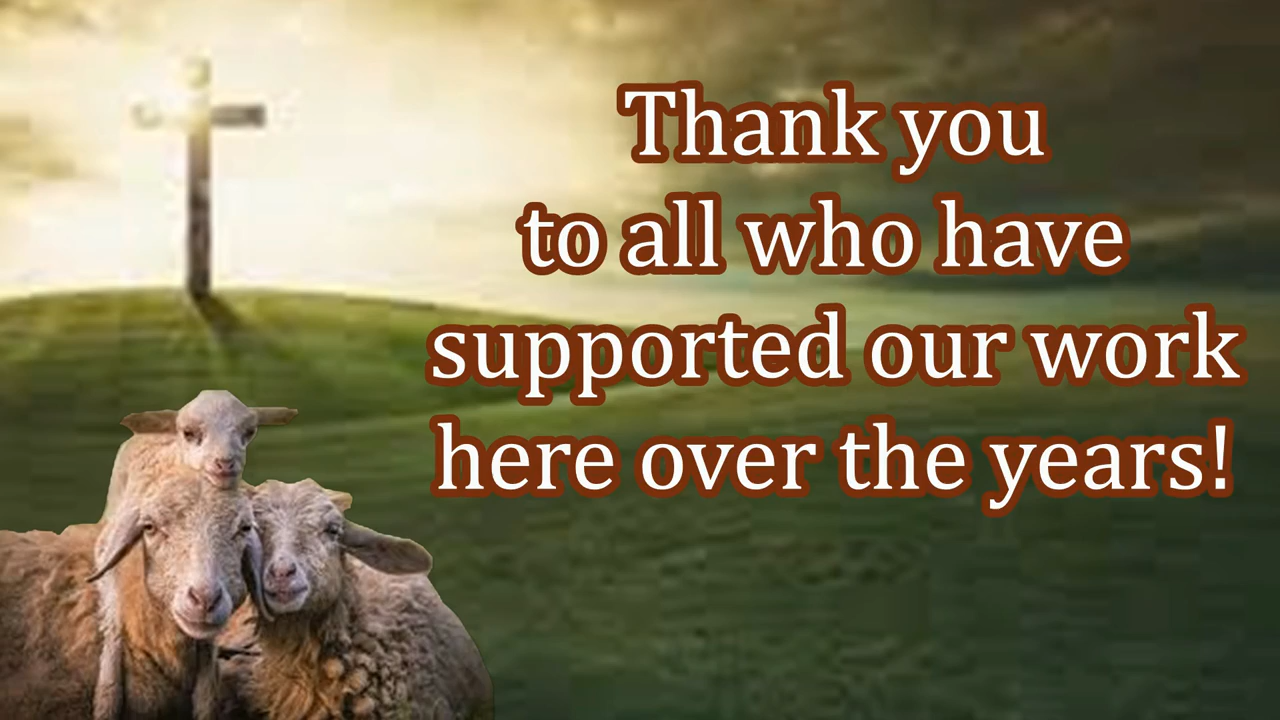 Thank you
to all who have
supported our work
here over the years!